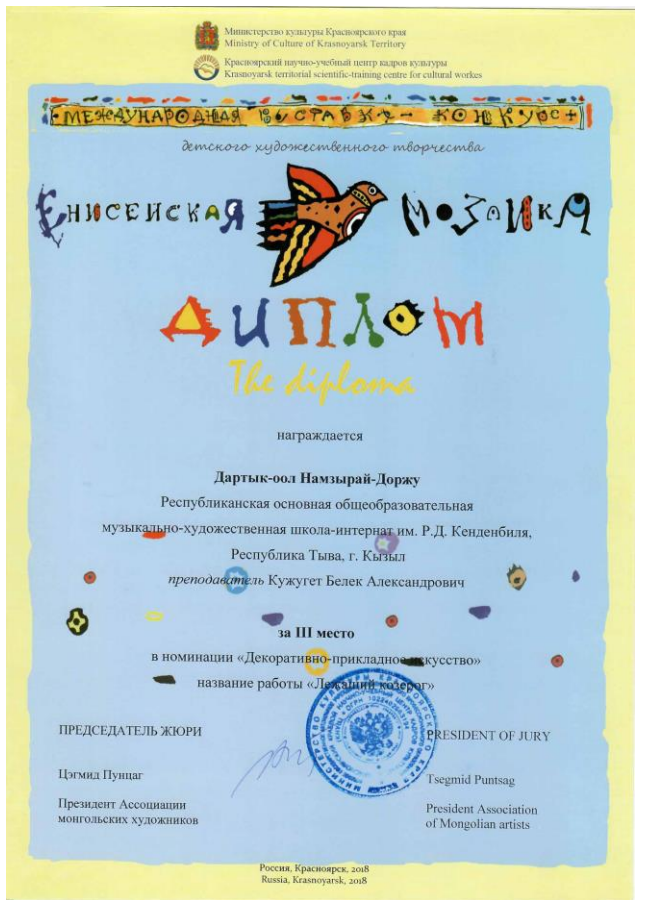 Министерство культуры Красноярского края
Ministry of Culture of Krasnoyarsk Territory
Красноярский научно-учебный центр кадров культуры
Krasnoyarsk territorial scientific-training centre for cultural workes
МЕЖДУНАРОДНАЯ ВЫСТАВКА-КОНКУРС
детского художественного творчества
ЕНИСЕЙСКАЯ МОЗАИКА
ДИПЛОМ
The diploma
награждается
Дартык-оол Намзырай-Доржу
Республиканская основная общеобразовательная
музыкально-художественная школа-интернат им. Р.Д. Кенденбиля,
Республика Тыва, г. Кызыл
преподаватель Кужугет Белек Александрович
за III место
в номинации «Декоративно-прикладное искусство»
название работы «Лежащий козерог»
ПРЕДСЕДАТЕЛЬ ЖЮРИ
PRESIDENT OF JURY
Цэгмид Пунцаг
Tsegmid Puntsag
Президент Ассоциации
монгольских художников
President Association
of Mongolian artists
Россия, Красноярск, 2018
Russia, Krasnoyarsk, 2018